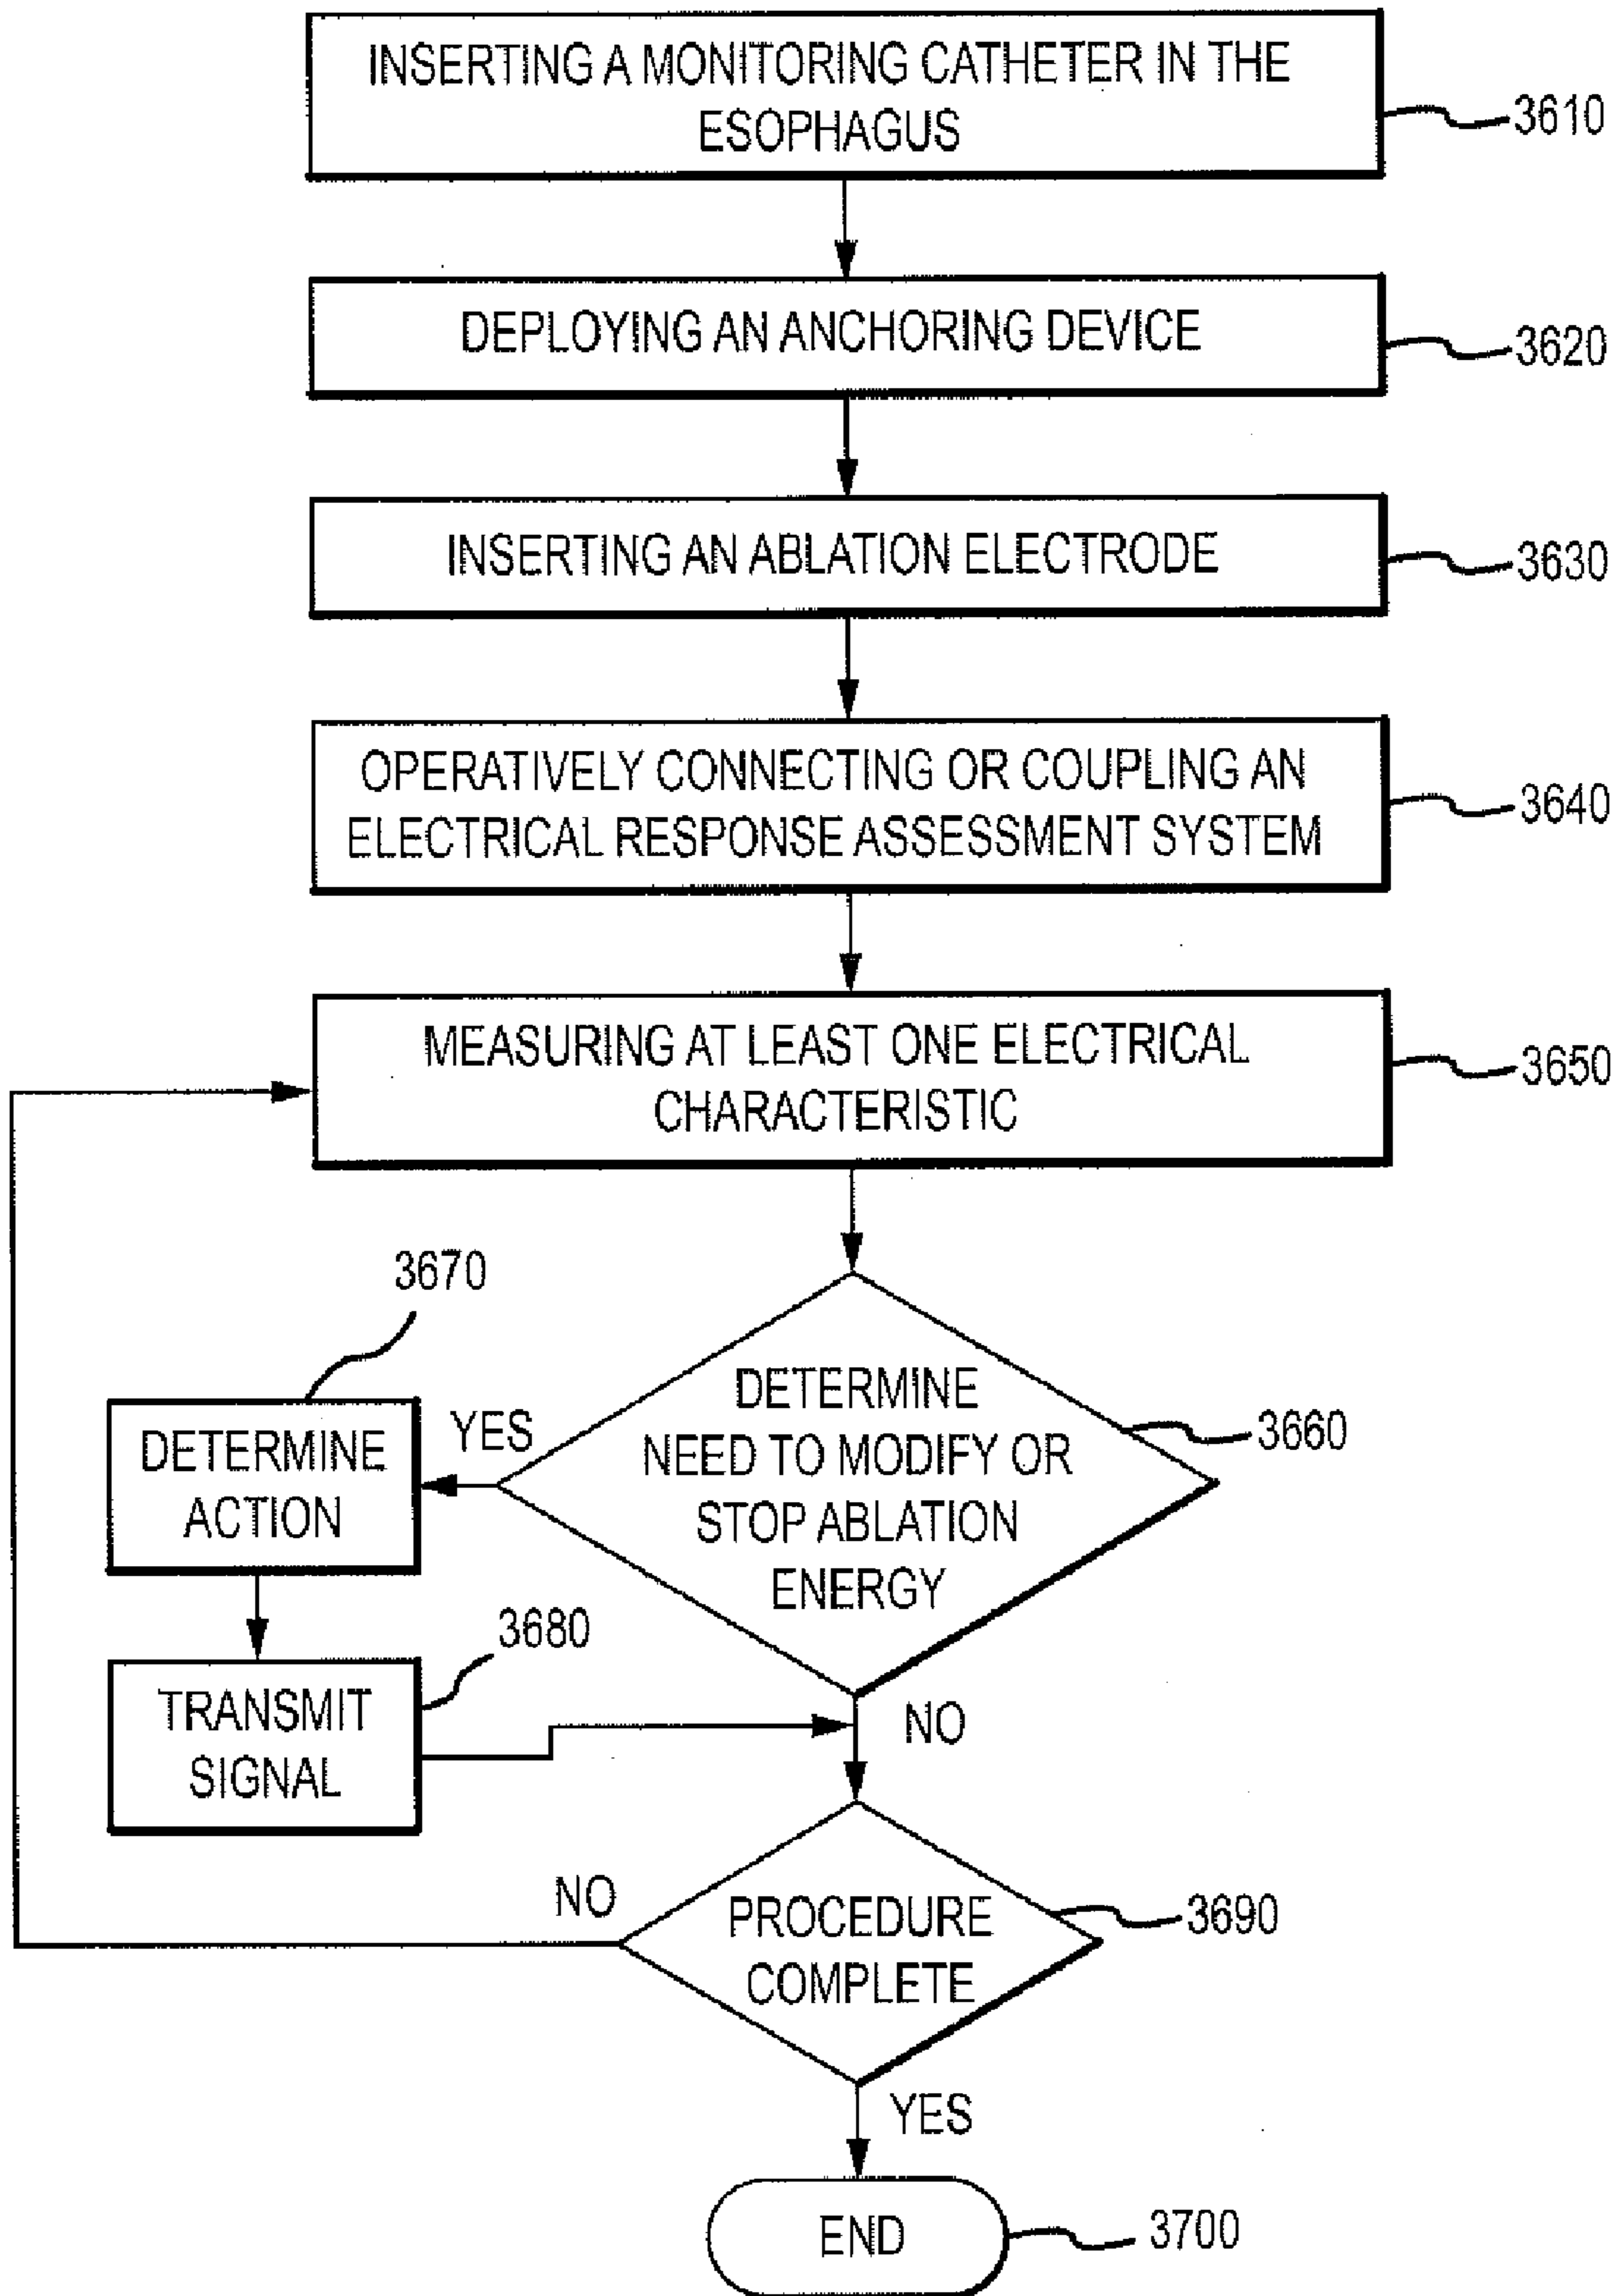 INSERTING A MONITORING CATHETER IN THE
ESOPHAGUS
3610
DEPLOYING AN ANCHORING DEVICE
3620
INSERTING AN ABLATION ELECTRODE
3630
OPERATIVELY CONNECTING OR COUPLING AN
ELECTRICAL RESPONSE ASSESSMENT SYSTEM
3640
MEASURING AT LEAST ONE ELECTRICAL
CHARACTERISTIC
3650
DETERMINE
NEED TO MODIFY OR
STOP ABLATION
ENERGY
3660
YES
3670
DETERMINE
ACTION
3680
TRANSMIT
SIGNAL
NO
NO
PROCEDURE
COMPLETE
3690
YES
END
3700